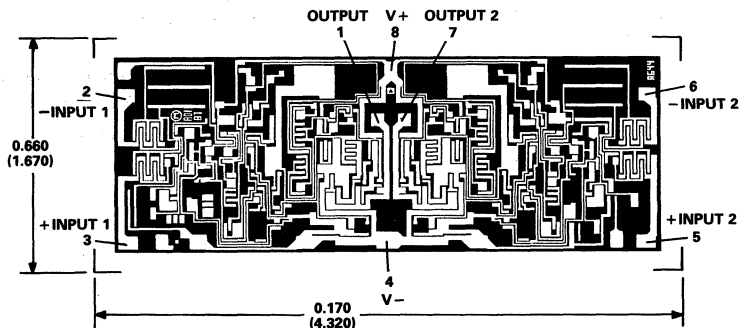 OUTPUT V+ OUTPUT 2
1 8 7
2
−INPUT 1
6
−INPUT 2
0.660
(1.670)
+INPUT 1
3
+INPUT 2
5
4
V−
0.170
(4.320)